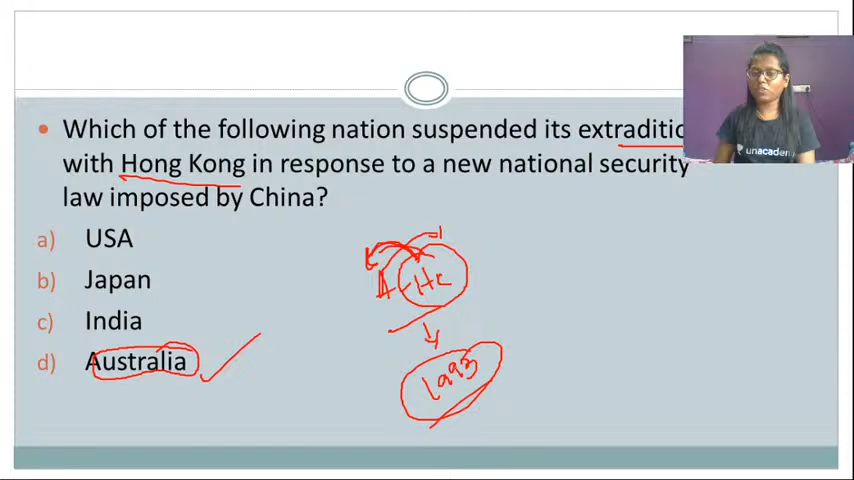 Which of the following nation suspended its extraditio
with Hong Kong in response to a new national security
law imposed by China?
a) USA
b) Japan
c) India
d) Australia
A-HK
1993
unacademy